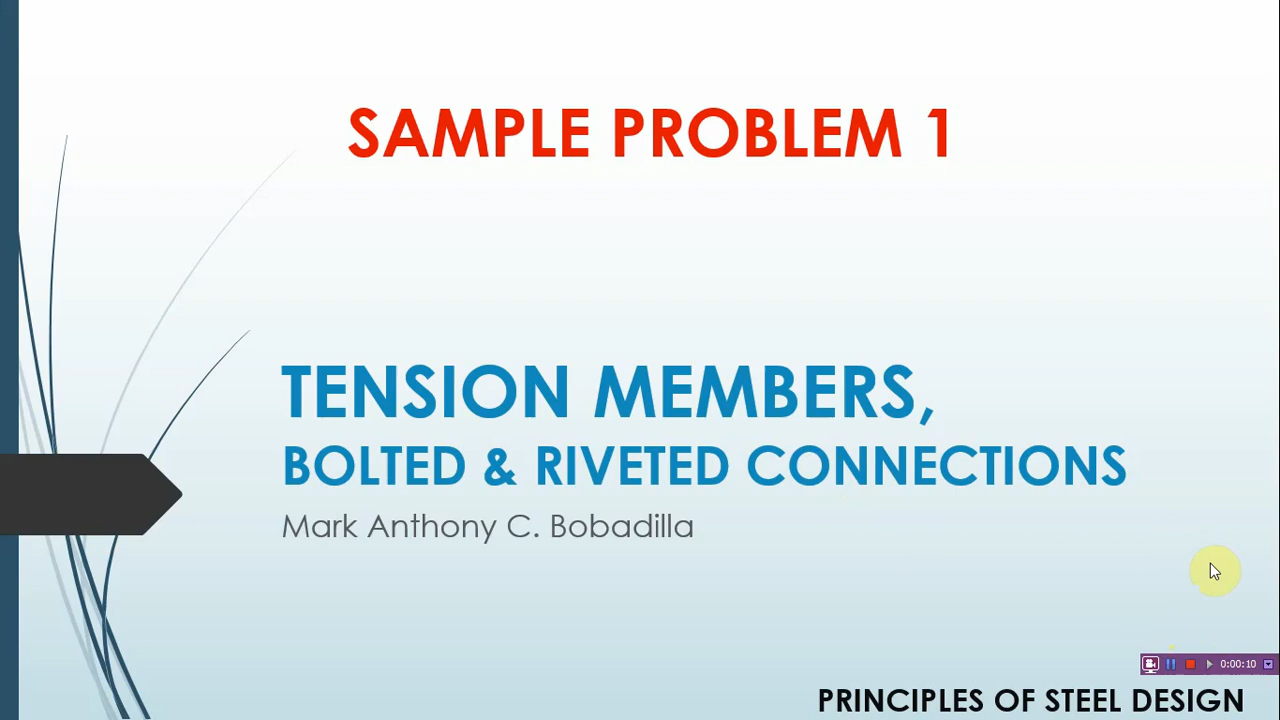 SAMPLE PROBLEM 1
TENSION MEMBERS,
BOLTED & RIVETED CONNECTIONS
Mark Anthony C. Bobadilla
0:00:10
PRINCIPLES OF STEEL DESIGN